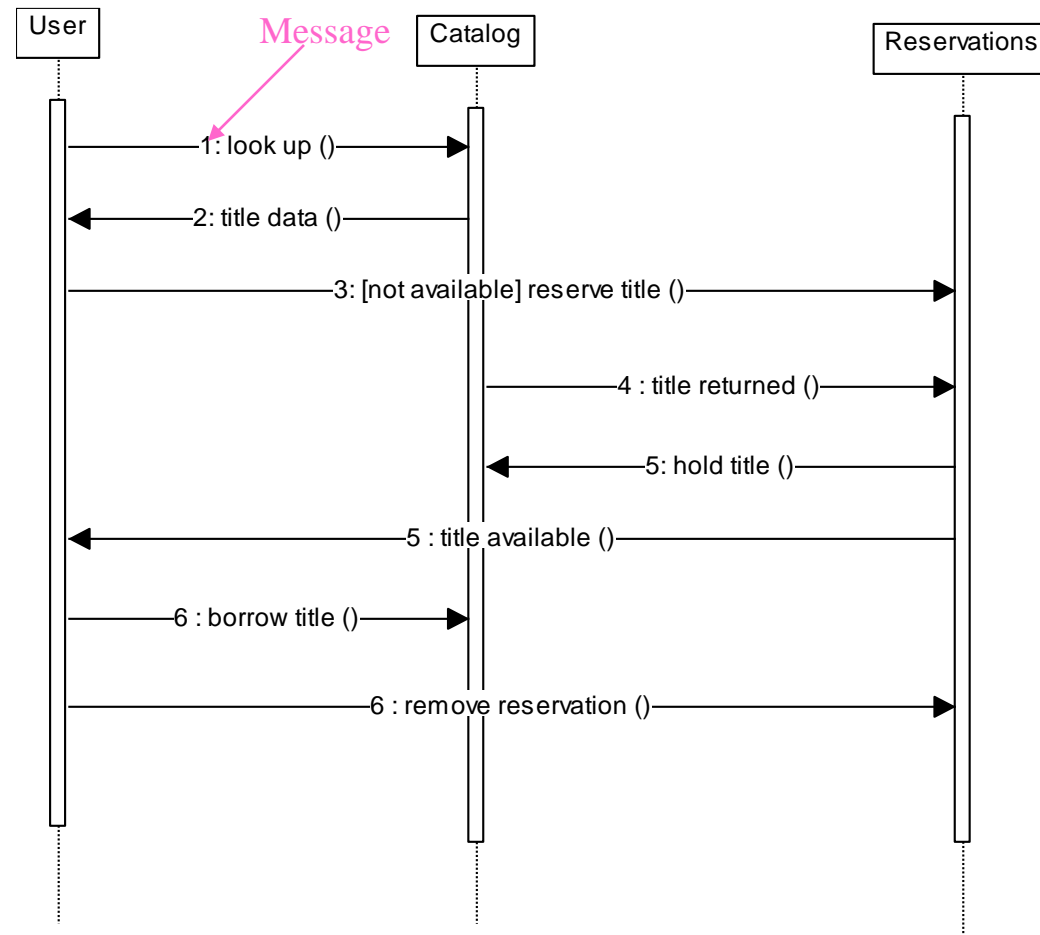 User
Message
Catalog
Reservations
1: look up ()
2: title data ()
3: [not available] reserve title ()
4 : title returned ()
5: hold title ()
5 : title available ()
6 : borrow title ()
6 : remove reservation ()